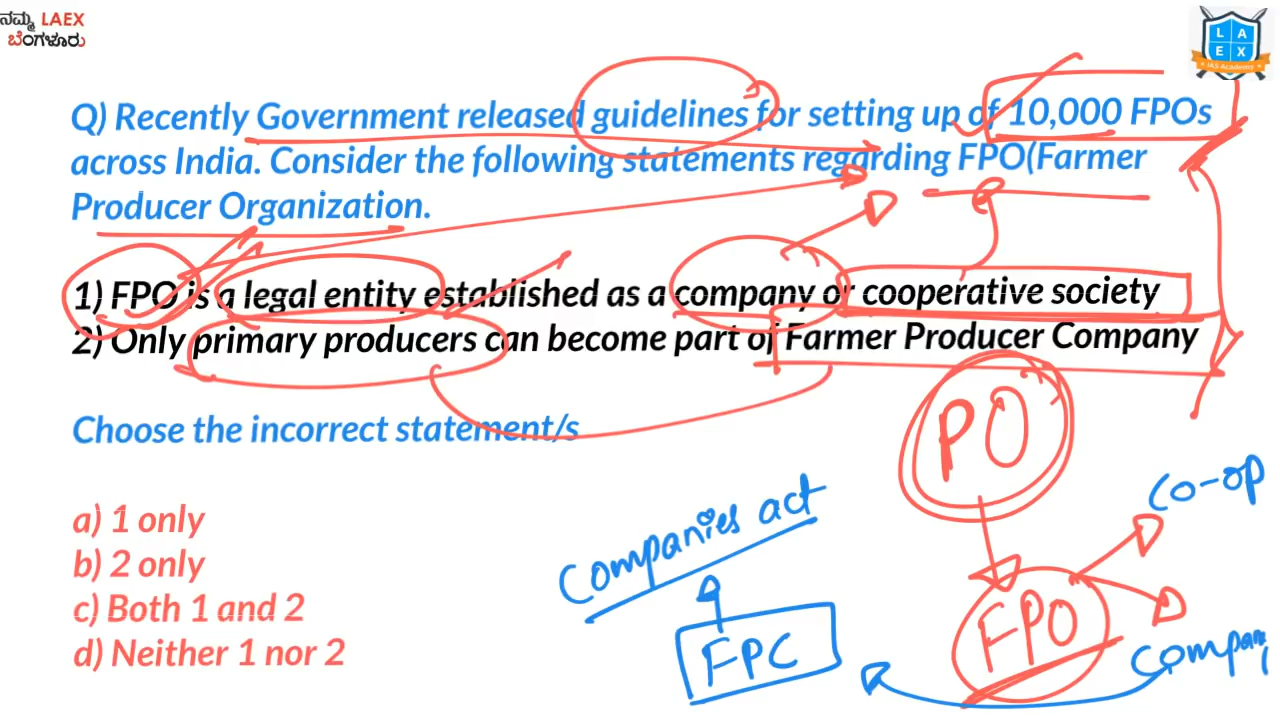 ನಮ್ಮ LAEX
ಬೆಂಗಳೂರು
L A
E X
IAS Academy
Q) Recently Government released guidelines for setting up of 10,000 FPOs
across India. Consider the following statements regarding FPO(Farmer
Producer Organization.
1) FPO is a legal entity established as a company or cooperative society
2) Only primary producers can become part of Farmer Producer Company
Choose the incorrect statement/s
a) 1 only
b) 2 only
c) Both 1 and 2
d) Neither 1 nor 2
PO
Co-op
Companies act
FPO
FPC
Company